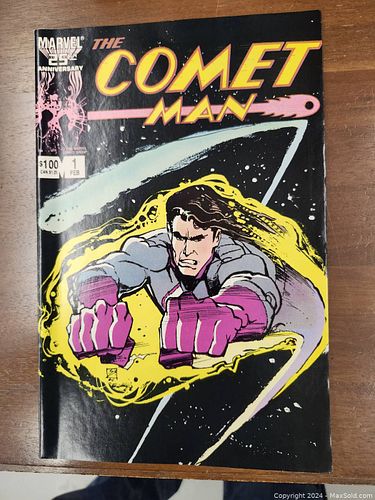 MARVEL
25TH
ANNIVERSARY
THE
COMET
MAN
$1.00
1
CAN $1.25
FEB
Copyright © 2024 - MaxSold.com